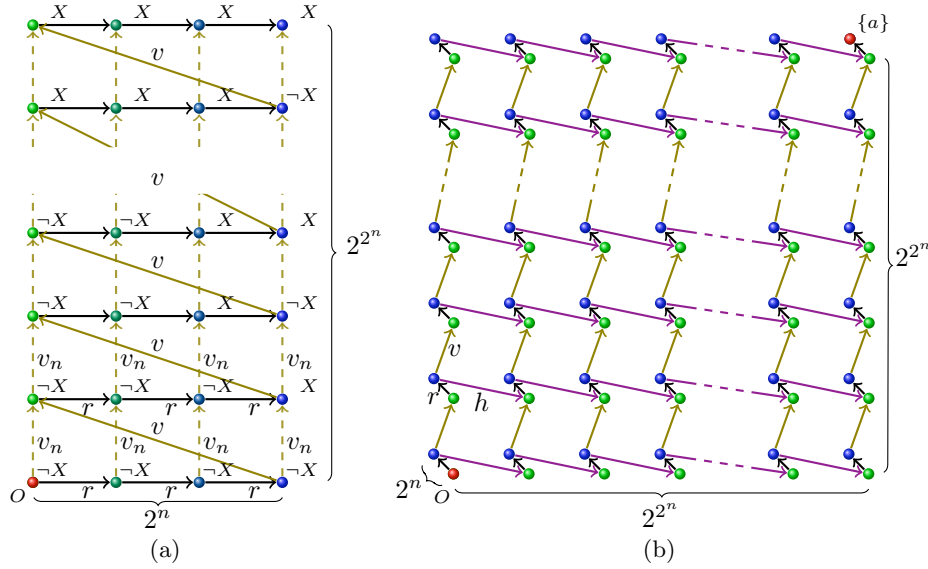 X X X X
v
X X X ¬X
v
¬X ¬X X X
2^{2^n}
v
¬X ¬X X ¬X
v
v_n v_n v_n v_n
¬X ¬X ¬X X
r r r
v
v_n v_n v_n v_n
¬X ¬X ¬X ¬X
O r r r
2^n
(a)
{a}
2^{2^n}
v
r h
2^n O
2^{2^n}
(b)